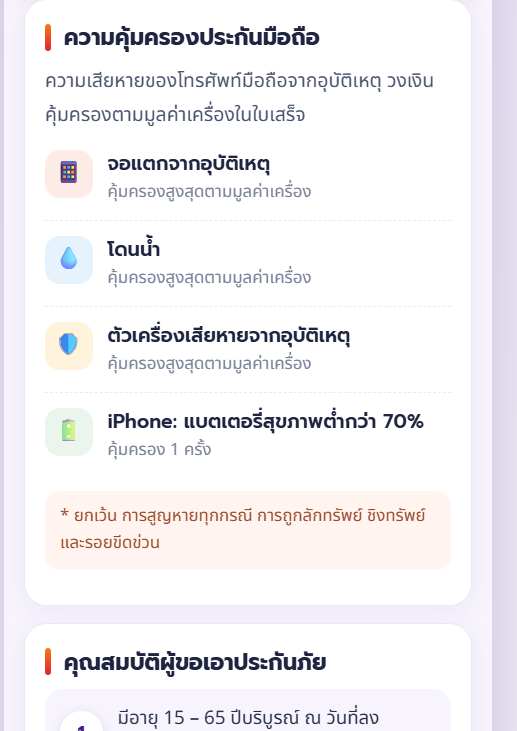 ความคุ้มครองประกันมือถือ
ความเสียหายของโทรศัพท์มือถือจากอุบัติเหตุ วงเงิน
คุ้มครองตามมูลค่าเครื่องในใบเสร็จ
จอแตกจากอุบัติเหตุ
คุ้มครองสูงสุดตามมูลค่าเครื่อง
โดนน้ำ
คุ้มครองสูงสุดตามมูลค่าเครื่อง
ตัวเครื่องเสียหายจากอุบัติเหตุ
คุ้มครองสูงสุดตามมูลค่าเครื่อง
iPhone: แบตเตอรี่สุขภาพต่ำกว่า 70%
คุ้มครอง 1 ครั้ง
* ยกเว้น การสูญหายทุกกรณี การถูกลักทรัพย์ ชิงทรัพย์
และรอยขีดข่วน
คุณสมบัติผู้ขอเอาประกันภัย
มีอายุ 15 – 65 ปีบริบูรณ์ ณ วันที่ลง